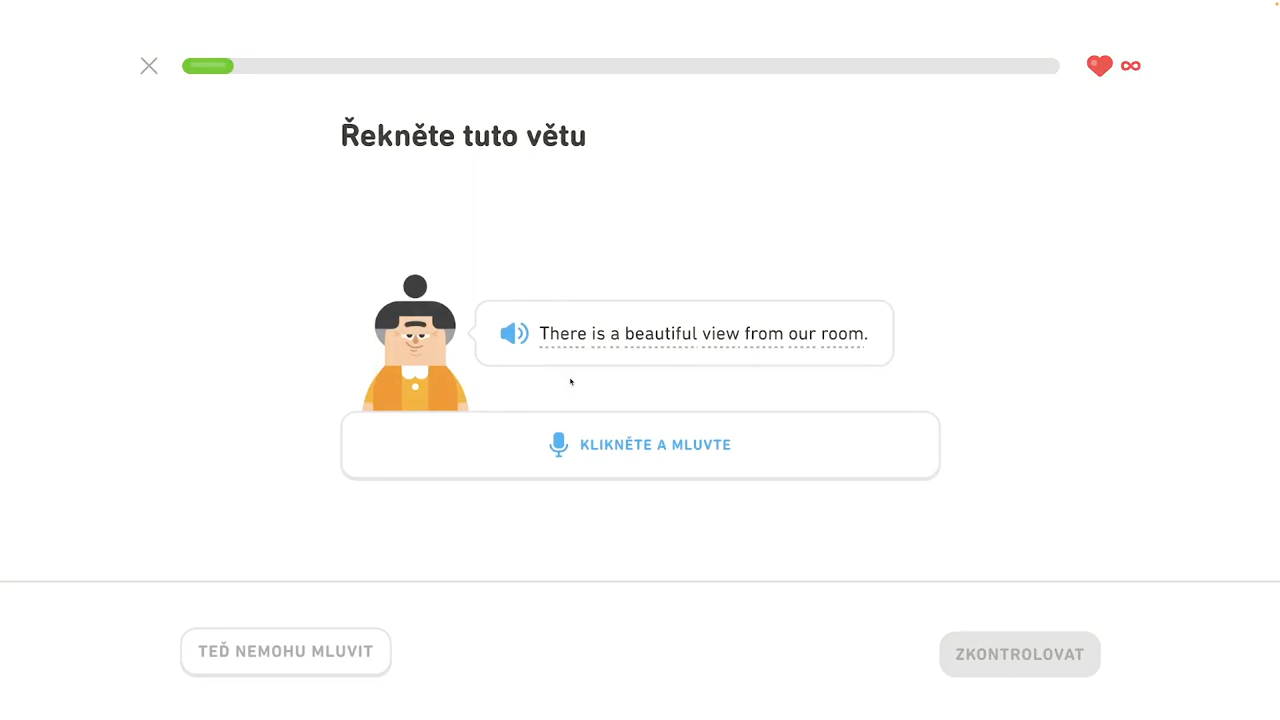 Řekněte tuto větu
There is a beautiful view from our room.
KLIKNĚTE A MLUVTE
TEĎ NEMOHU MLUVIT
ZKONTROLOVAT